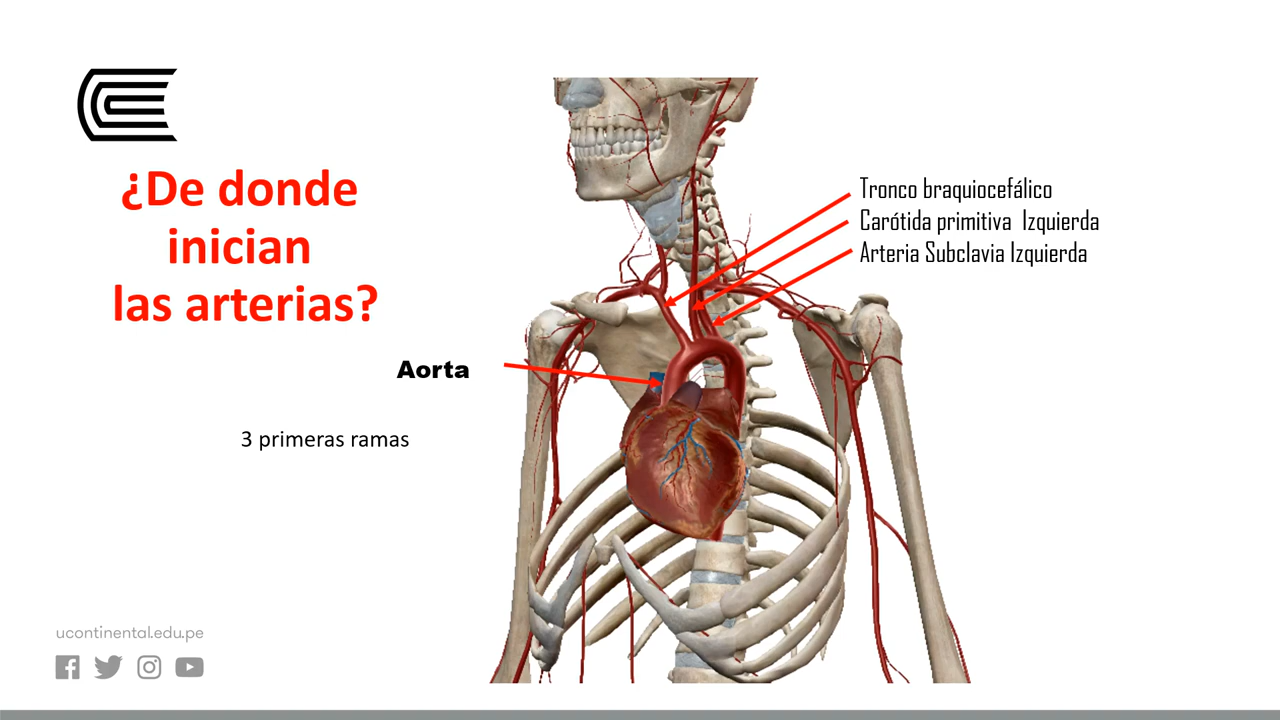 ¿De donde
inician
las arterias?
Tronco braquiocefálico
Carótida primitiva Izquierda
Arteria Subclavia Izquierda
Aorta
3 primeras ramas
ucontinental.edu.pe